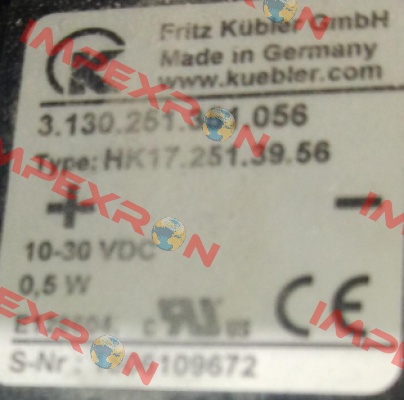 Fritz Kübler GmbH
Made in Germany
www.kuebler.com
3.130.251. 056
Type: HK17.251.39.56
+ -
10-30 VDC
0,5 W
c us CE
S-Nr : 109672
IMPEXRON
IMPEXRON
IMPEXRON
IMPEXRON